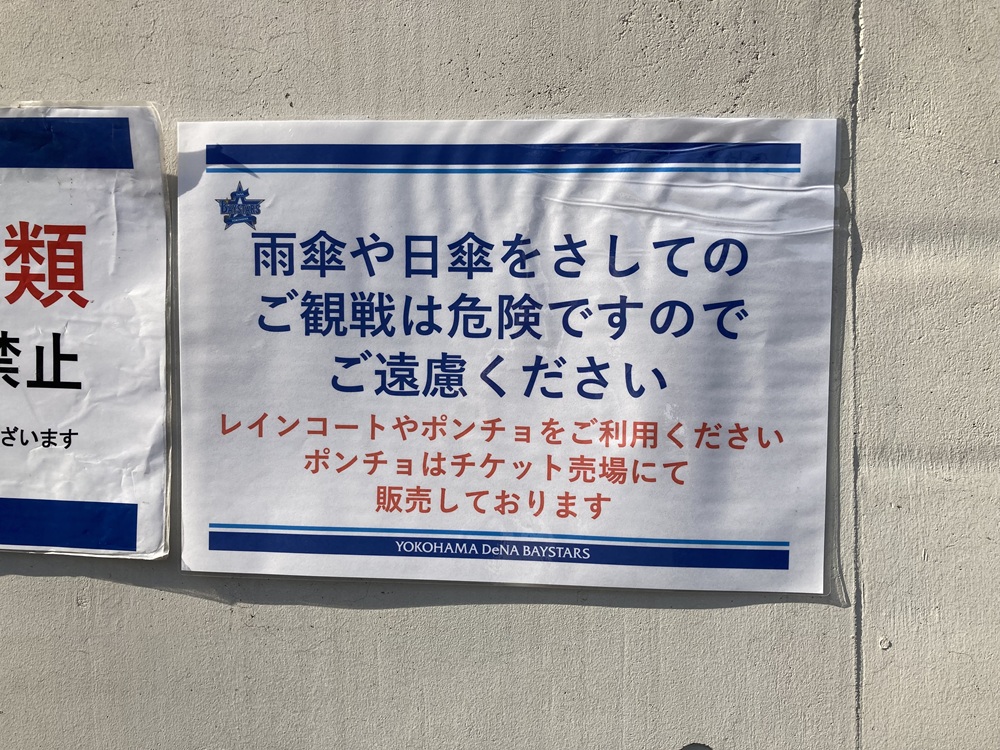 類
禁止
ざいます
BAYSTARS
雨傘や日傘をさしての
ご観戦は危険ですので
ご遠慮ください
レインコートやポンチョをご利用ください
ポンチョはチケット売場にて
販売しております
YOKOHAMA DeNA BAYSTARS